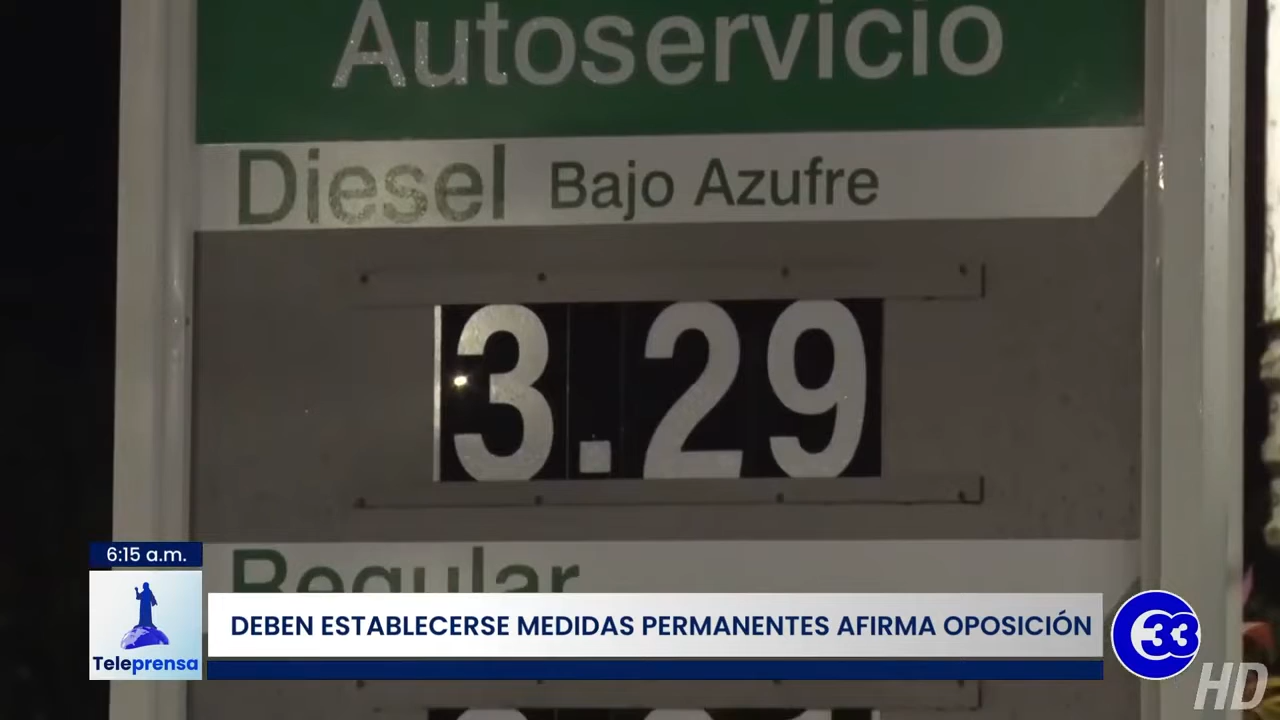 Autoservicio
Diesel Bajo Azufre
3.29
Regular
6:15 a.m.
DEBEN ESTABLECERSE MEDIDAS PERMANENTES AFIRMA OPOSICIÓN
Teleprensa
33
HD